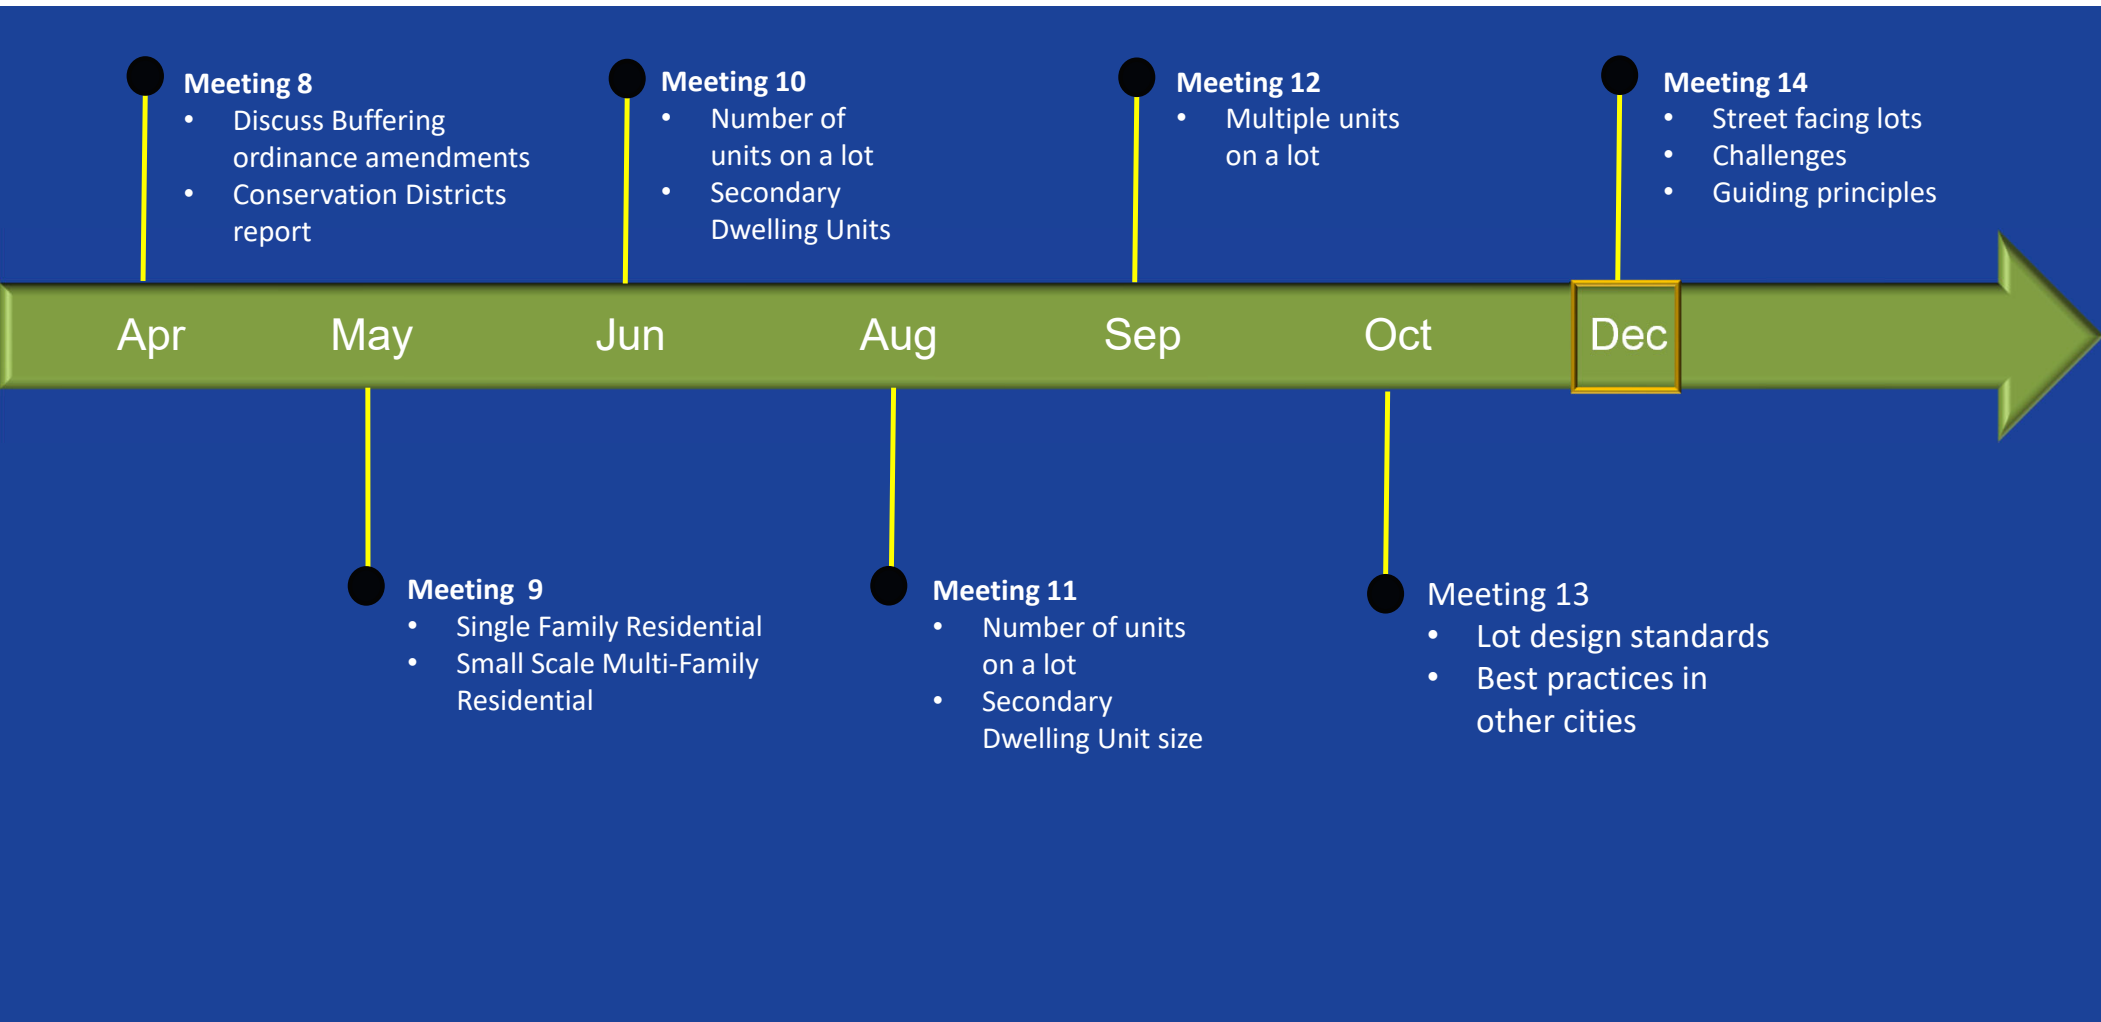 Meeting 8
• Discuss Buffering
ordinance amendments
• Conservation Districts
report
Meeting 10
• Number of
units on a lot
• Secondary
Dwelling Units
Meeting 12
• Multiple units
on a lot
Meeting 14
• Street facing lots
• Challenges
• Guiding principles
Apr May Jun Aug Sep Oct Dec
Meeting  9
• Single Family Residential
• Small Scale Multi-Family
Residential
Meeting 11
• Number of units
on a lot
• Secondary
Dwelling Unit size
Meeting 13
• Lot design standards
• Best practices in
other cities